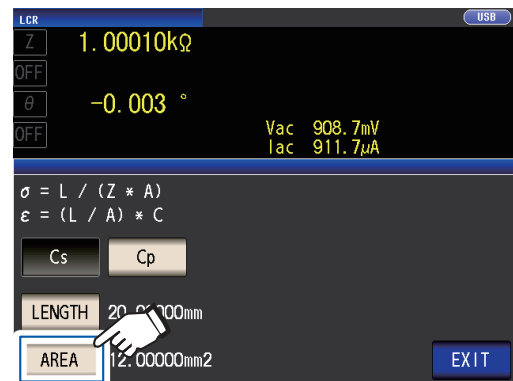 LCR USB
Z 1.00010kΩ
OFF
θ -0.003 °
OFF
Vac 908.7mV
Iac 911.7μA
σ = L / (Z * A)
ε = (L / A) * C
Cs Cp
LENGTH
AREA 12.00000mm2 EXIT